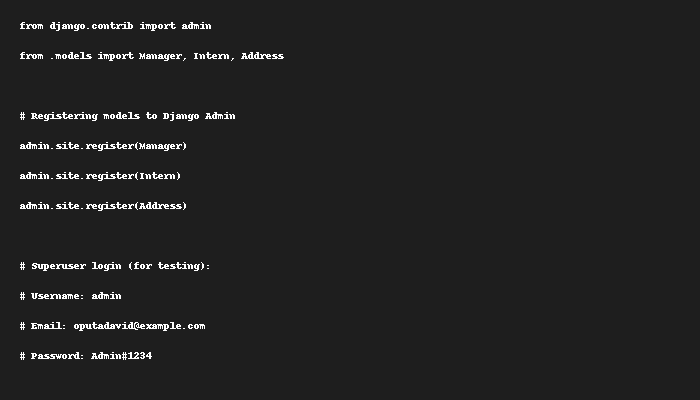 from django.contrib import admin
from .models import Manager, Intern, Address
# Registering models to Django Admin
admin.site.register(Manager)
admin.site.register(Intern)
admin.site.register(Address)
# Superuser login (for testing):
# Username: admin
# Email: oputadavid@example.com
# Password: Admin#1234